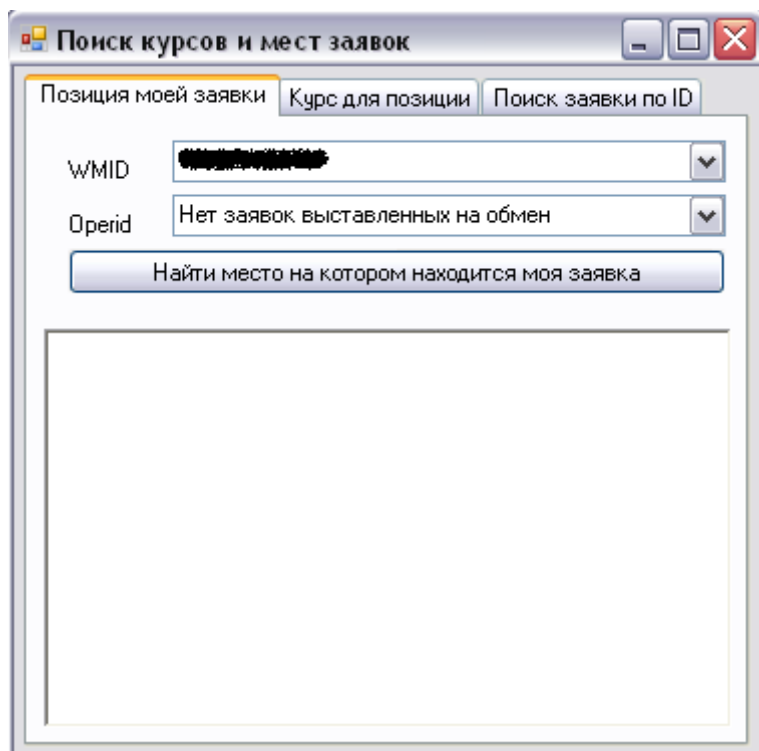 Поиск курсов и мест заявок
Позиция моей заявки Курс для позиции Поиск заявки по ID
WMID
Operid Нет заявок выставленных на обмен
Найти место на котором находится моя заявка